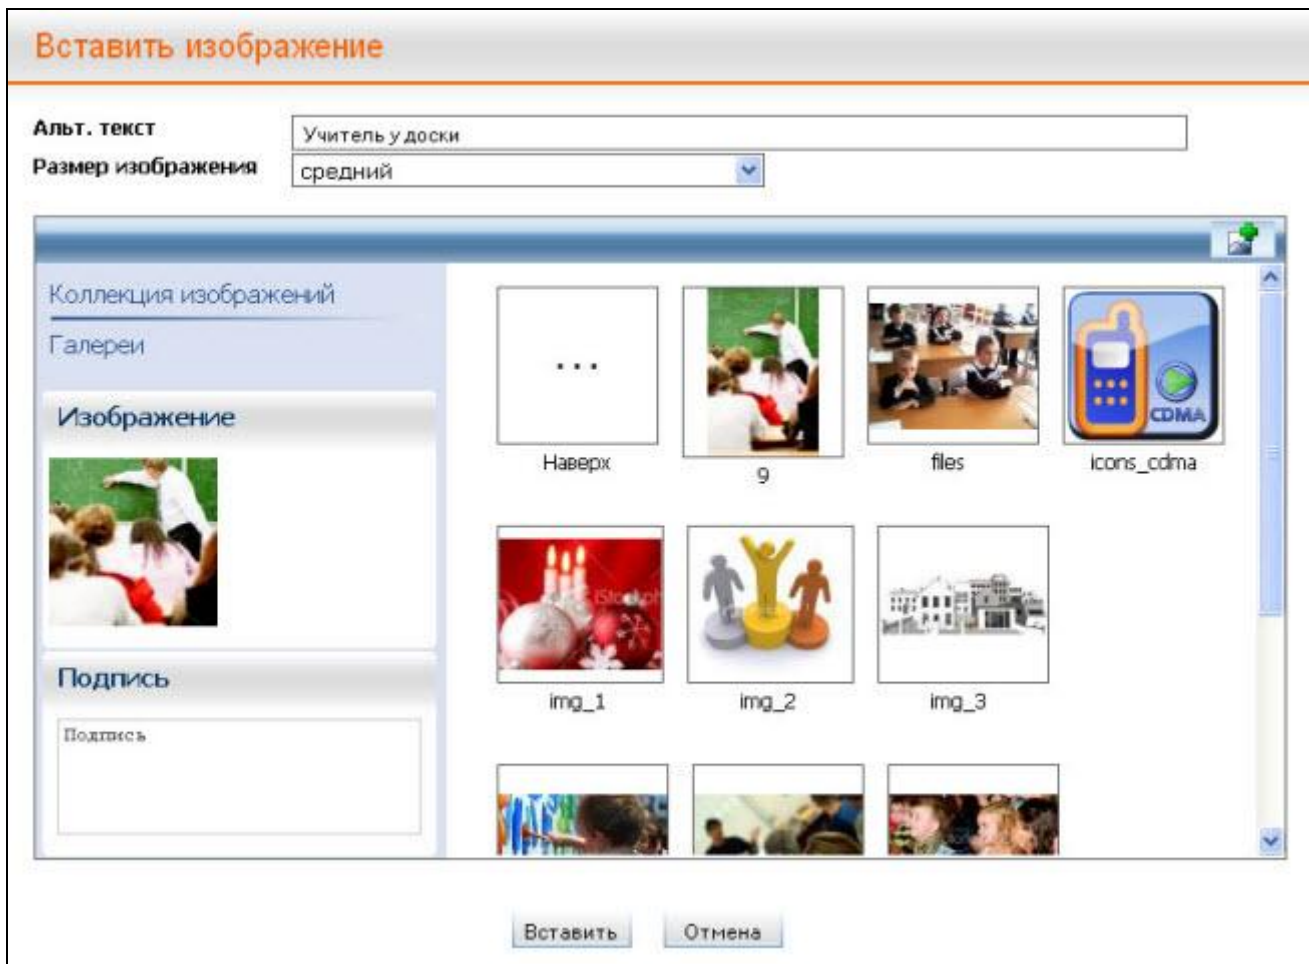 Вставить изображение
Альт. текст
Учитель у доски
Размер изображения
средний
Коллекция изображений
Галереи
Изображение
Подпись
Подпись
...
Наверх
9
files
CDMA
icons_cdma
iStockph
img_1
img_2
img_3
Вставить
Отмена